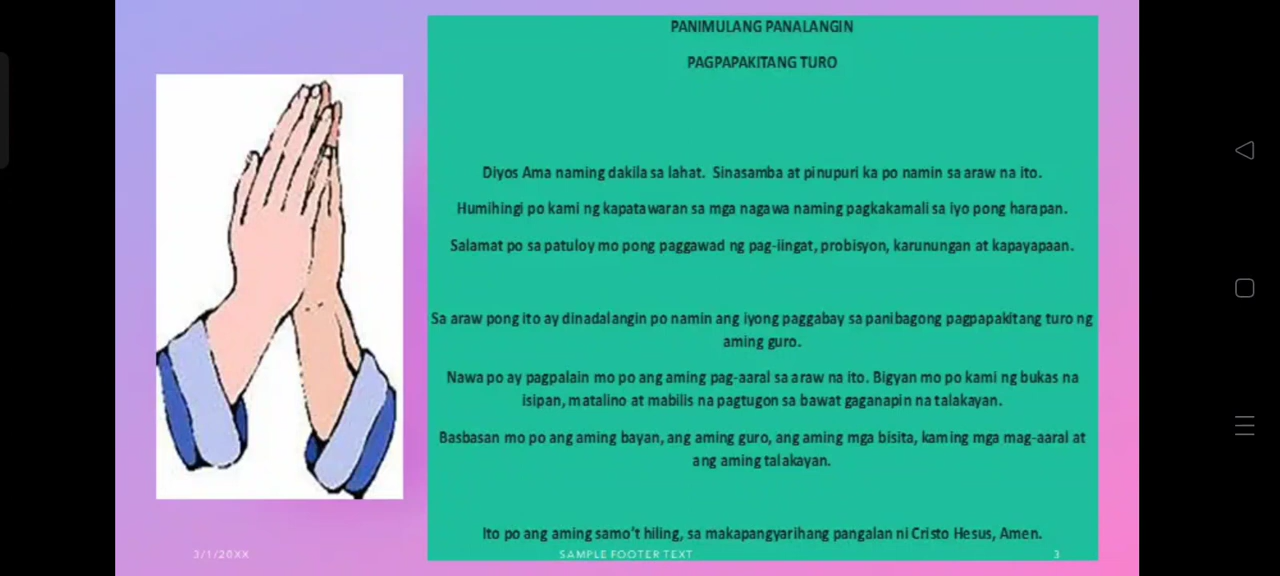 PANIMULANG PANALANGIN
PAGPAPAKITANG TURO
Diyos Ama naming dakila sa lahat. Sinasamba at pinupuri ka po namin sa araw na ito.
Humihingi po kami ng kapatawaran sa mga nagawa naming pagkakamali sa iyo pong harapan.
Salamat po sa patuloy mo pong paggawad ng pag-iingat, probisyon, karunungan at kapayapaan.
Sa araw pong ito ay dinadalangin po namin ang iyong paggabay sa panibagong pagpapakitang turo ng
aming guro.
Nawa po ay pagpalain mo po ang aming pag-aaral sa araw na ito. Bigyan mo po kami ng bukas na
isipan, matalino at mabilis na pagtugon sa bawat gaganapin na talakayan.
Basbasan mo po ang aming bayan, ang aming guro, ang aming mga bisita, kaming mga mag-aaral at
ang aming talakayan.
Ito po ang aming samo't hiling, sa makapangyarihang pangalan ni Cristo Hesus, Amen.
3/1/20XX SAMPLE FOOTER TEXT 3